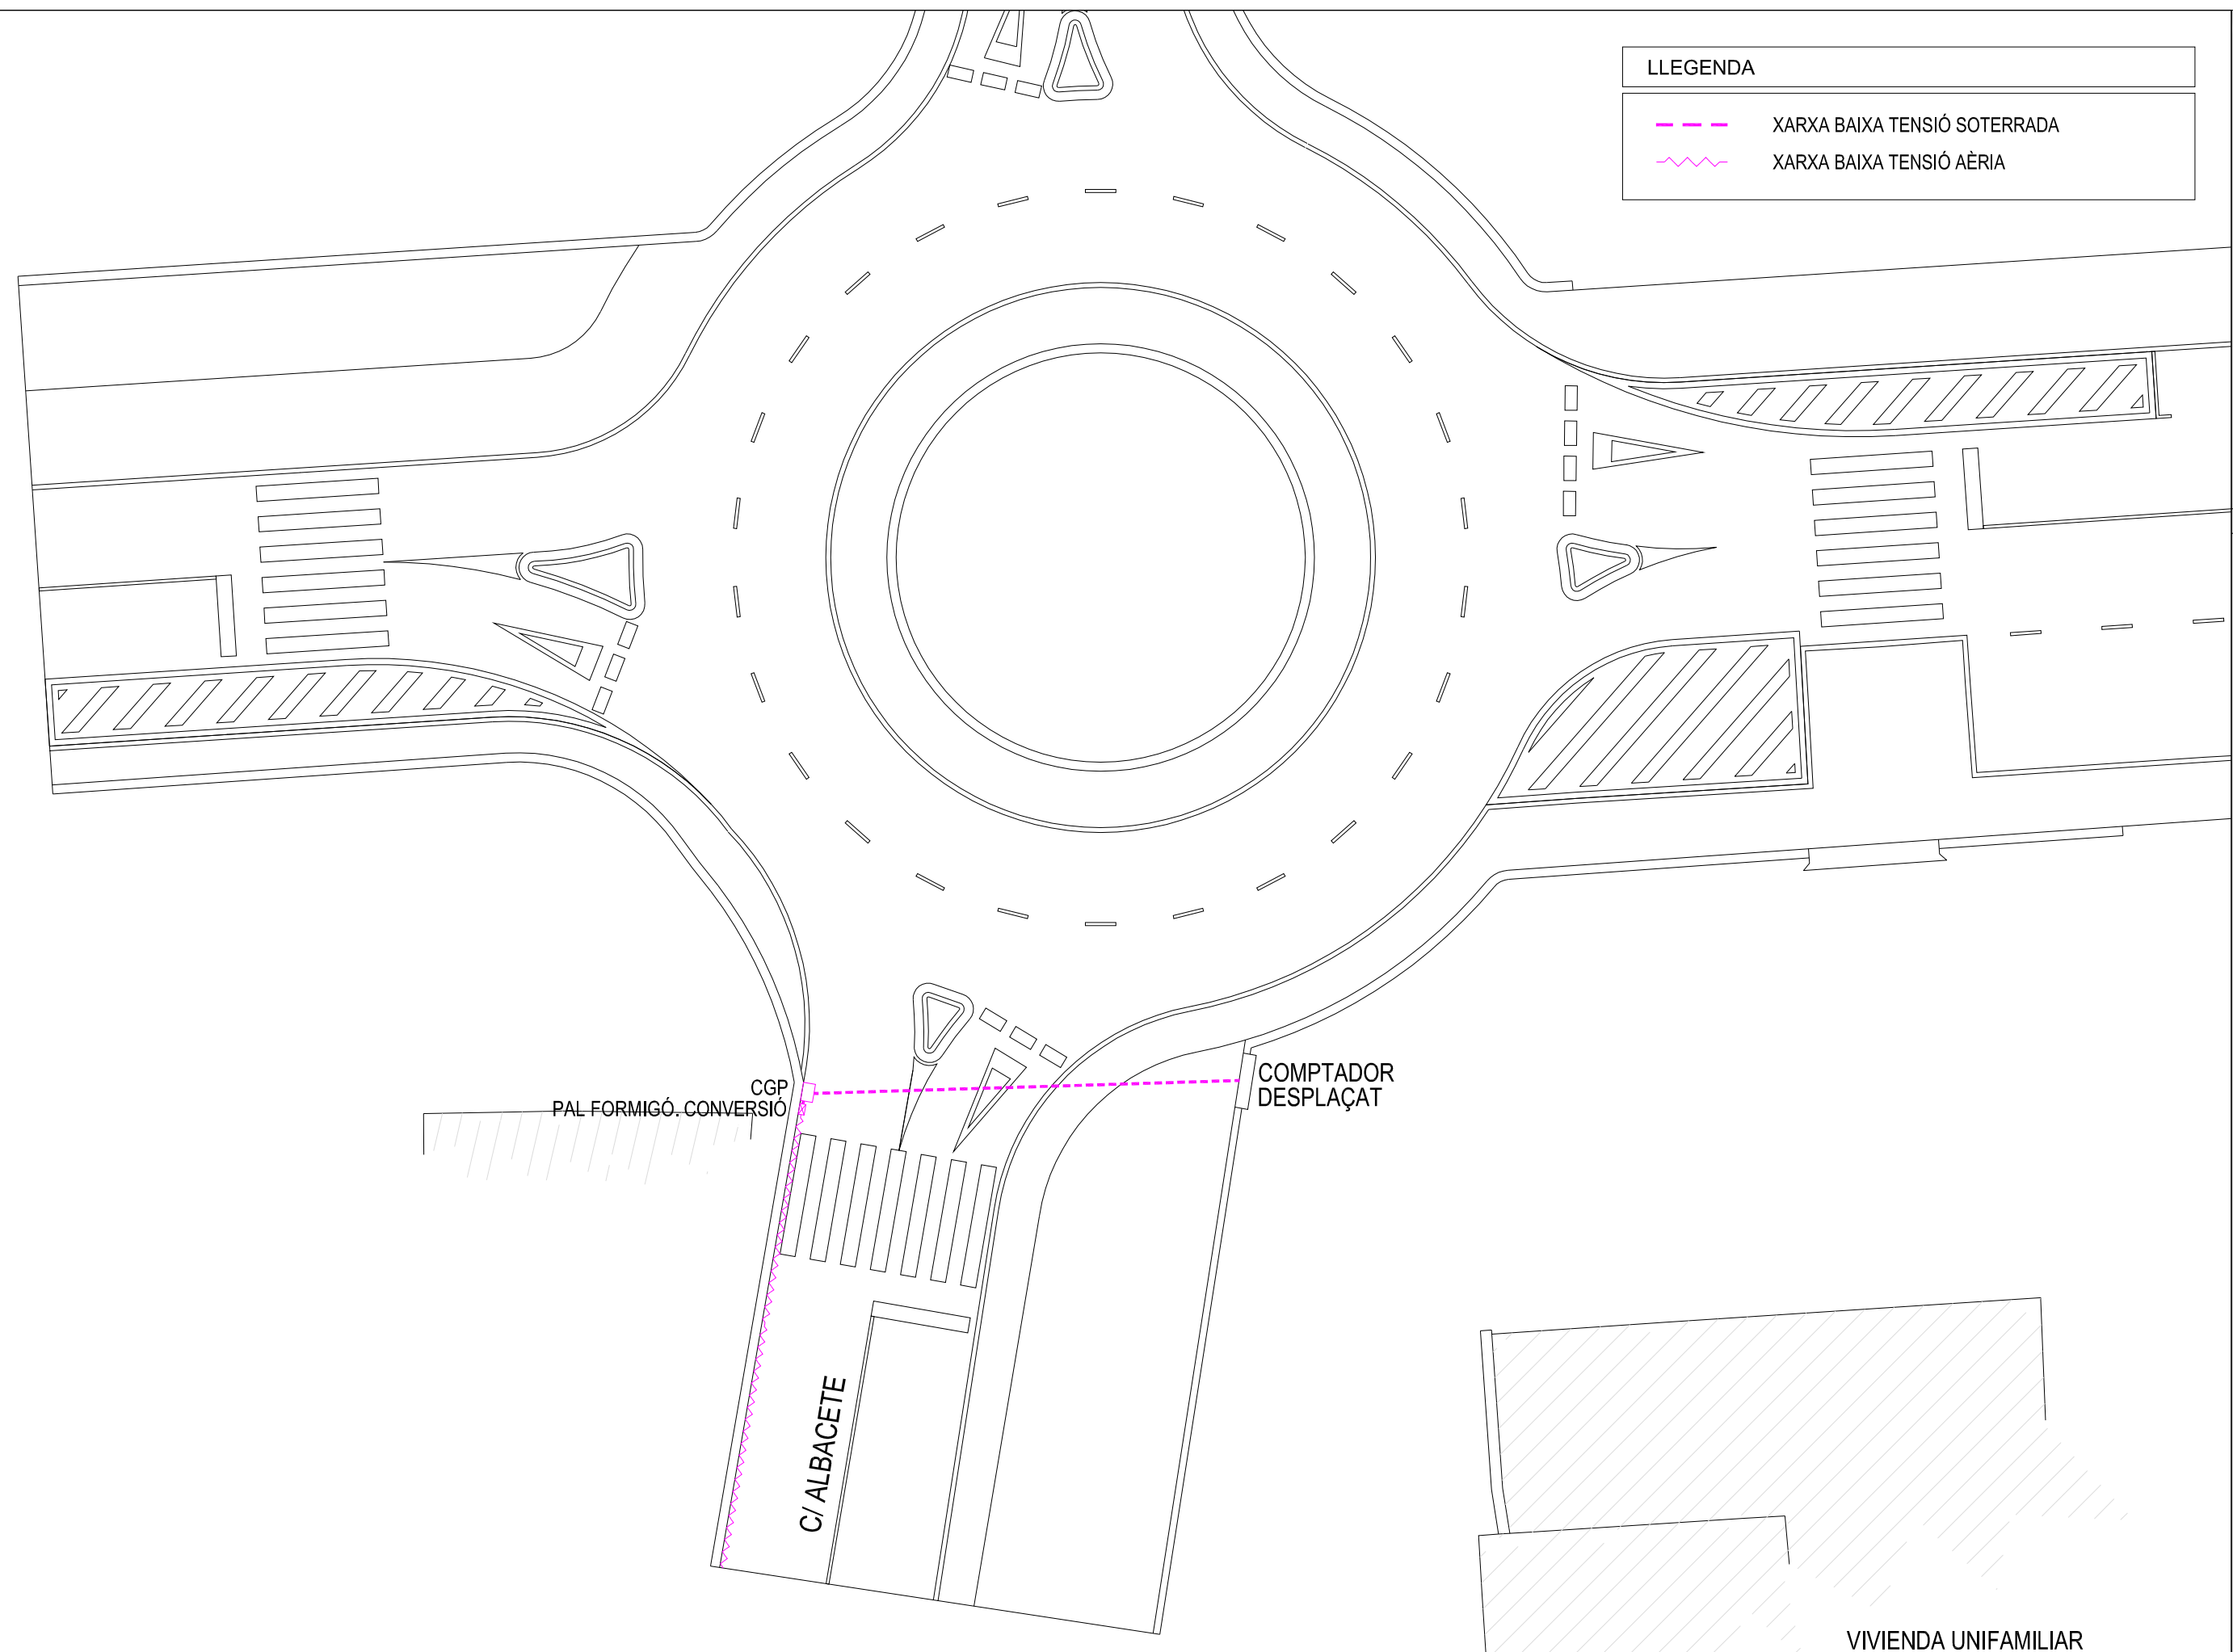 LLEGENDA
XARXA BAIXA TENSIÓ SOTERRADA
XARXA BAIXA TENSIÓ AÈRIA
CGP
PAL FORMIGÓ. CONVERSIÓ
COMPTADOR
DESPLAÇAT
C/ ALBACETE
VIVIENDA UNIFAMILIAR